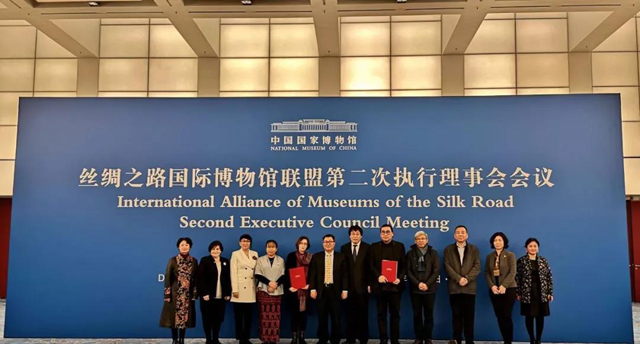 中国国家博物馆
NATIONAL MUSEUM OF CHINA
丝绸之路国际博物馆联盟第二次执行理事会会议
International Alliance of Museums of the Silk Road
Second Executive Council Meeting